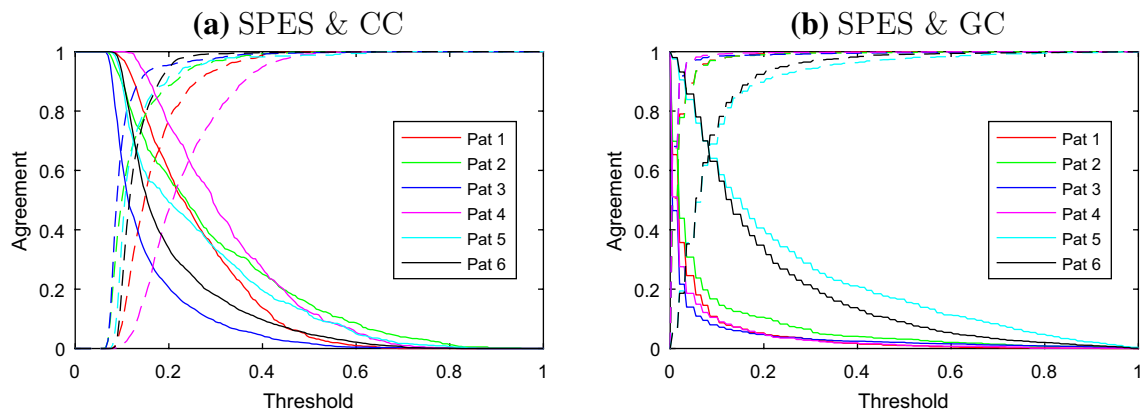 (a) SPES & CC
Agreement
1
0.8
0.6
0.4
0.2
0
0 0.2 0.4 0.6 0.8 1
Threshold
Pat 1
Pat 2
Pat 3
Pat 4
Pat 5
Pat 6
(b) SPES & GC
Agreement
1
0.8
0.6
0.4
0.2
0
0 0.2 0.4 0.6 0.8 1
Threshold
Pat 1
Pat 2
Pat 3
Pat 4
Pat 5
Pat 6